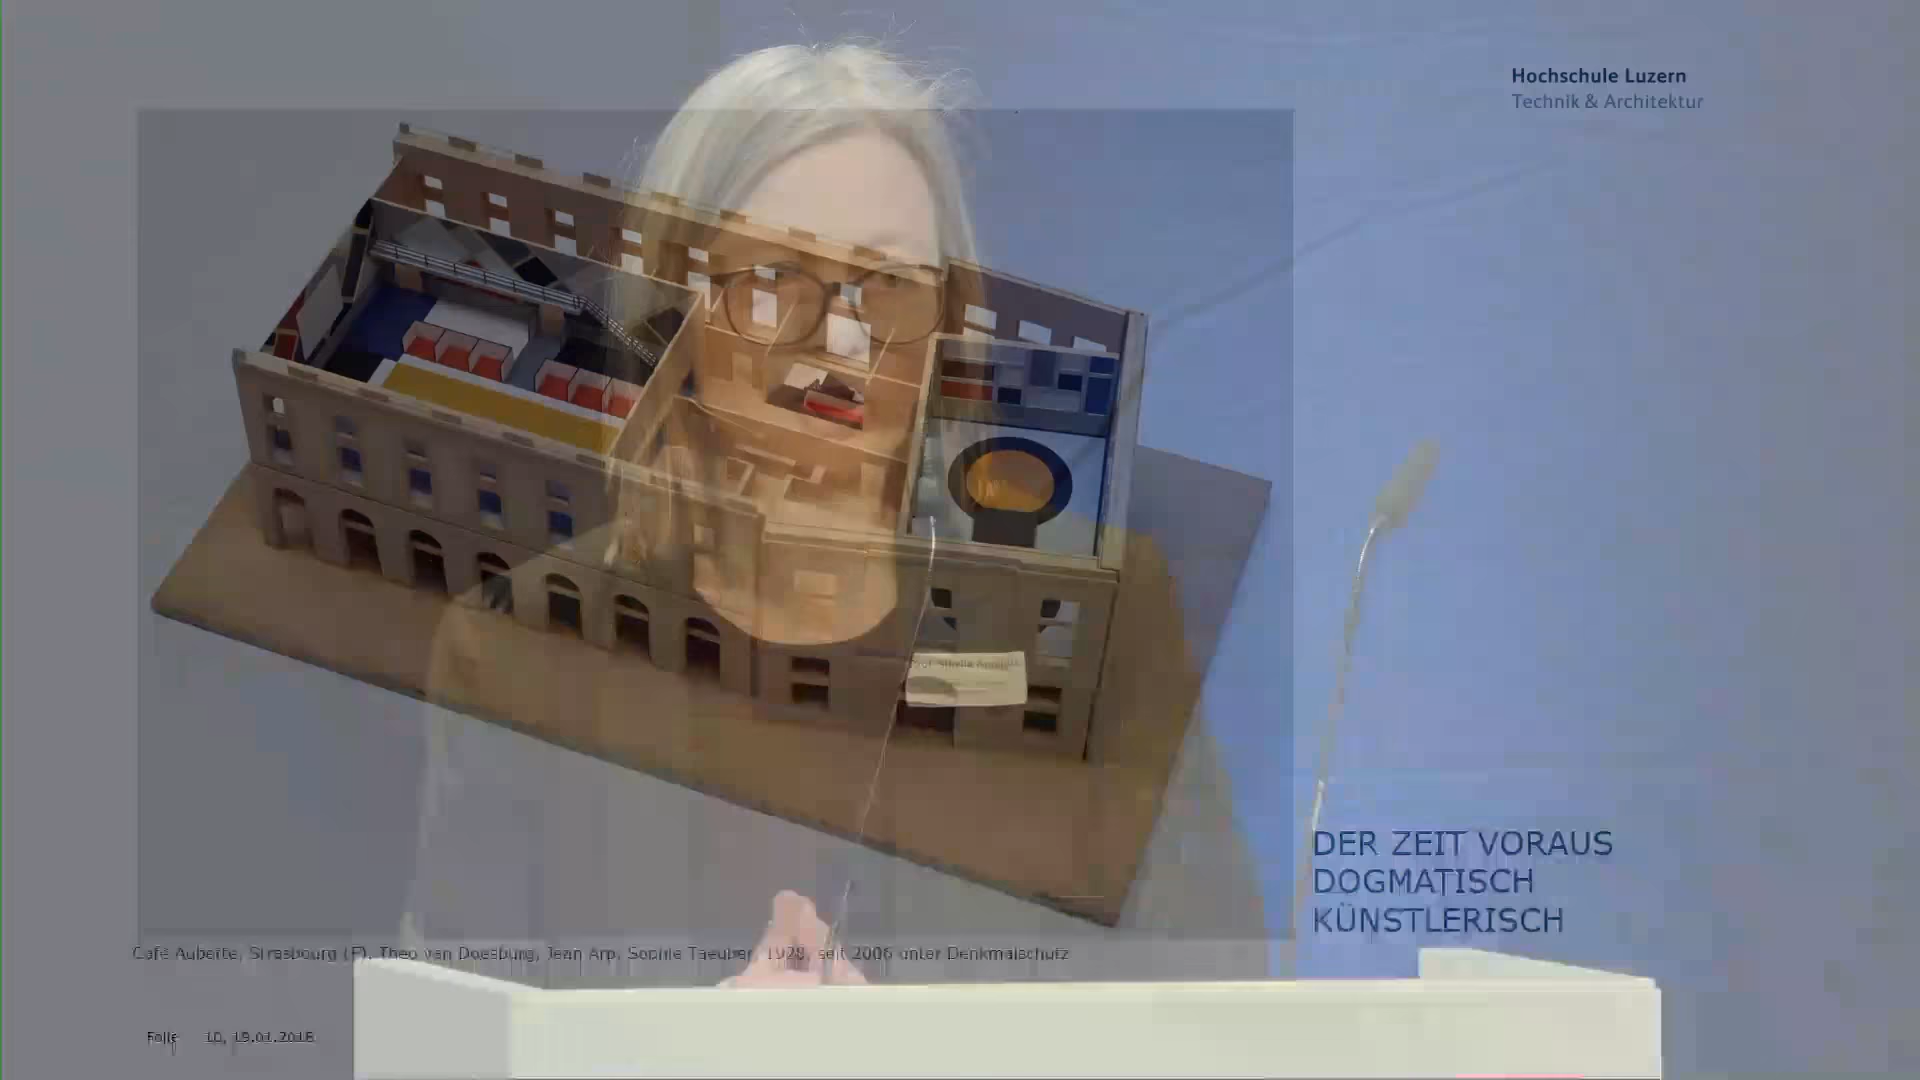 Hochschule Luzern
Technik & Architektur
DER ZEIT VORAUS
DOGMATISCH
KÜNSTLERISCH
Café Aubette, Strasbourg (F), Theo van Doesburg, Jean Arp, Sophie Taeuber, 1928, seit 2006 unter Denkmalschutz
Folie 10, 19.01.2018